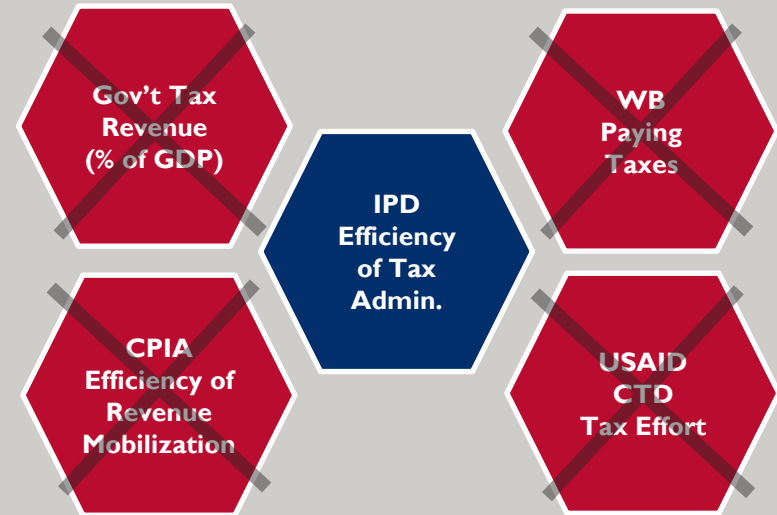 Gov't Tax
Revenue
(% of GDP)
WB
Paying
Taxes
IPD
Efficiency
of Tax
Admin.
CPIA
Efficiency of
Revenue
Mobilization
USAID
CTD
Tax Effort